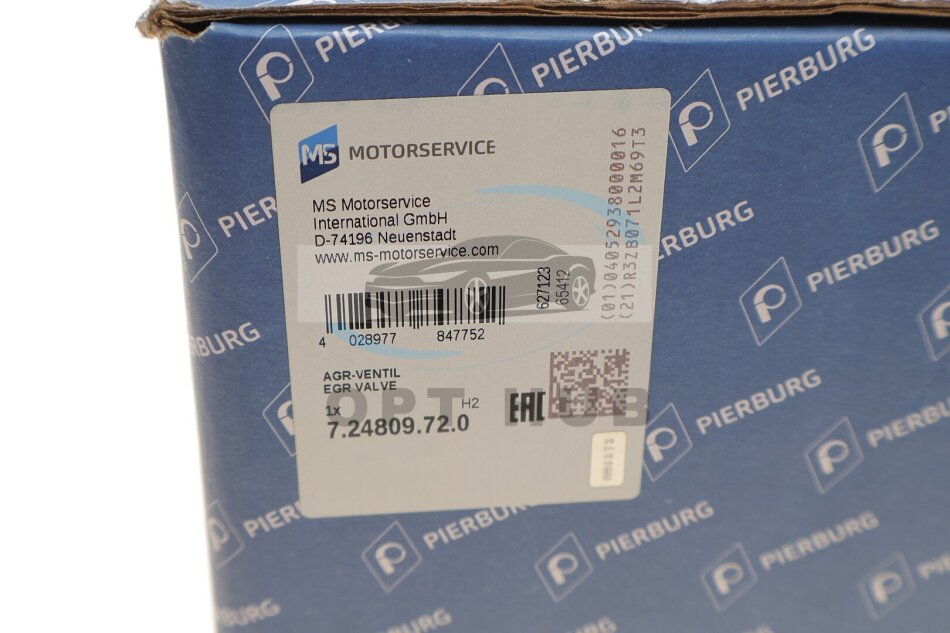 PIERBURG
PIERBURG
PIERBURG
MS MOTORSERVICE
MS Motorservice
International GmbH
D-74196 Neuenstadt
www.ms-motorservice.com
627123
65412
(01)04052938000016
(21)R3ZB071L2M69T3
4 028977 847752
AGR-VENTIL
EGR VALVE
1x
H2
7.24809.72.0
EAC
OPT HUB
PIERBURG
PIERBURG
PIERBURG
PIERBURG
PIERBURG
PIERBURG
PIERBURG
PIERBURG